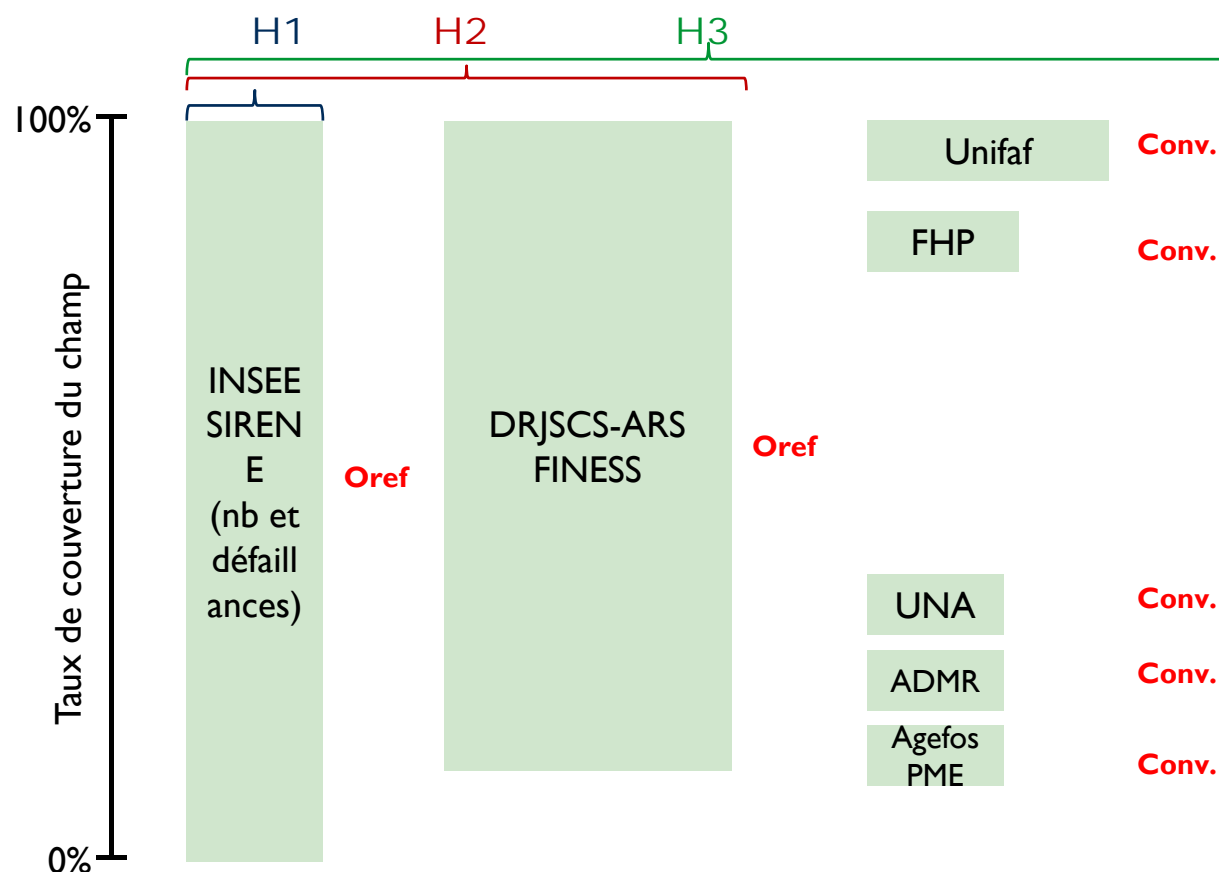 H1 H2 H3
100%
Taux de couverture du champ
0%
INSEE
SIREN
E
(nb et
défaill
ances)
Oref
DRJSCS-ARS
FINESS
Oref
Unifaf
Conv.
FHP
Conv.
UNA
Conv.
ADMR
Conv.
Agefos
PME
Conv.